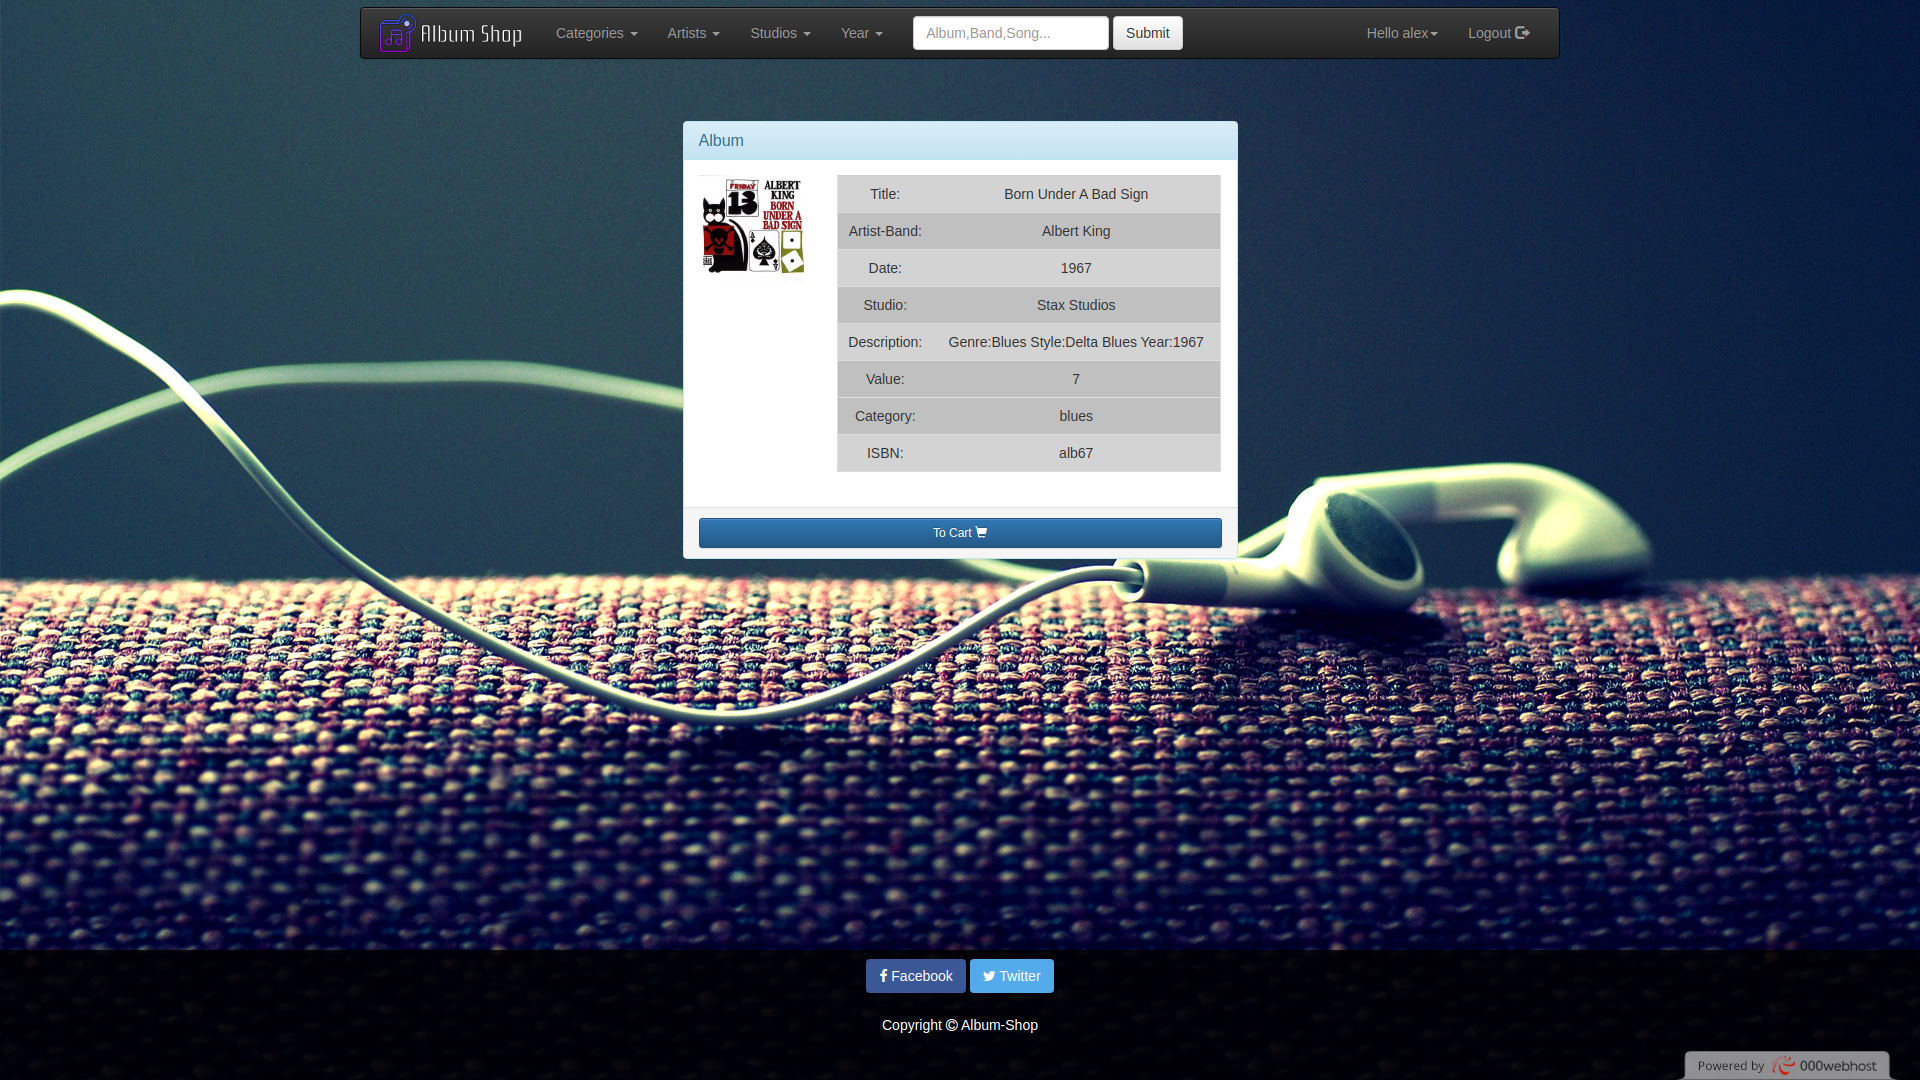 Album Shop
Categories
Artists
Studios
Year
Album,Band,Song...
Submit
Hello alex
Logout
Album
FRIDAY
13
ALBERT
KING
BORN
UNDER A
BAD SIGN
Title: Born Under A Bad Sign
Artist-Band: Albert King
Date: 1967
Studio: Stax Studios
Description: Genre:Blues Style:Delta Blues Year:1967
Value: 7
Category: blues
ISBN: alb67
To Cart
Facebook
Twitter
Copyright © Album-Shop
Powered by 000webhost